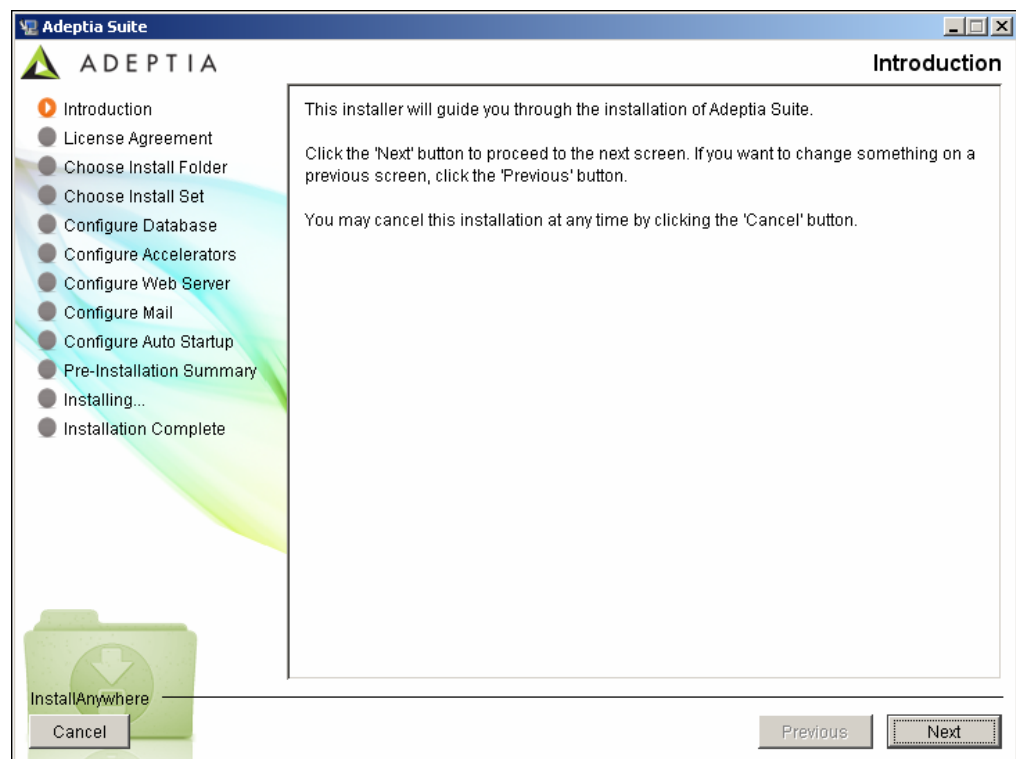 Adeptia Suite
ADEPTIA
Introduction
Introduction
License Agreement
Choose Install Folder
Choose Install Set
Configure Database
Configure Accelerators
Configure Web Server
Configure Mail
Configure Auto Startup
Pre-Installation Summary
Installing...
Installation Complete
This installer will guide you through the installation of Adeptia Suite.
Click the 'Next' button to proceed to the next screen. If you want to change something on a
previous screen, click the 'Previous' button.
You may cancel this installation at any time by clicking the 'Cancel' button.
InstallAnywhere
Cancel
Previous
Next